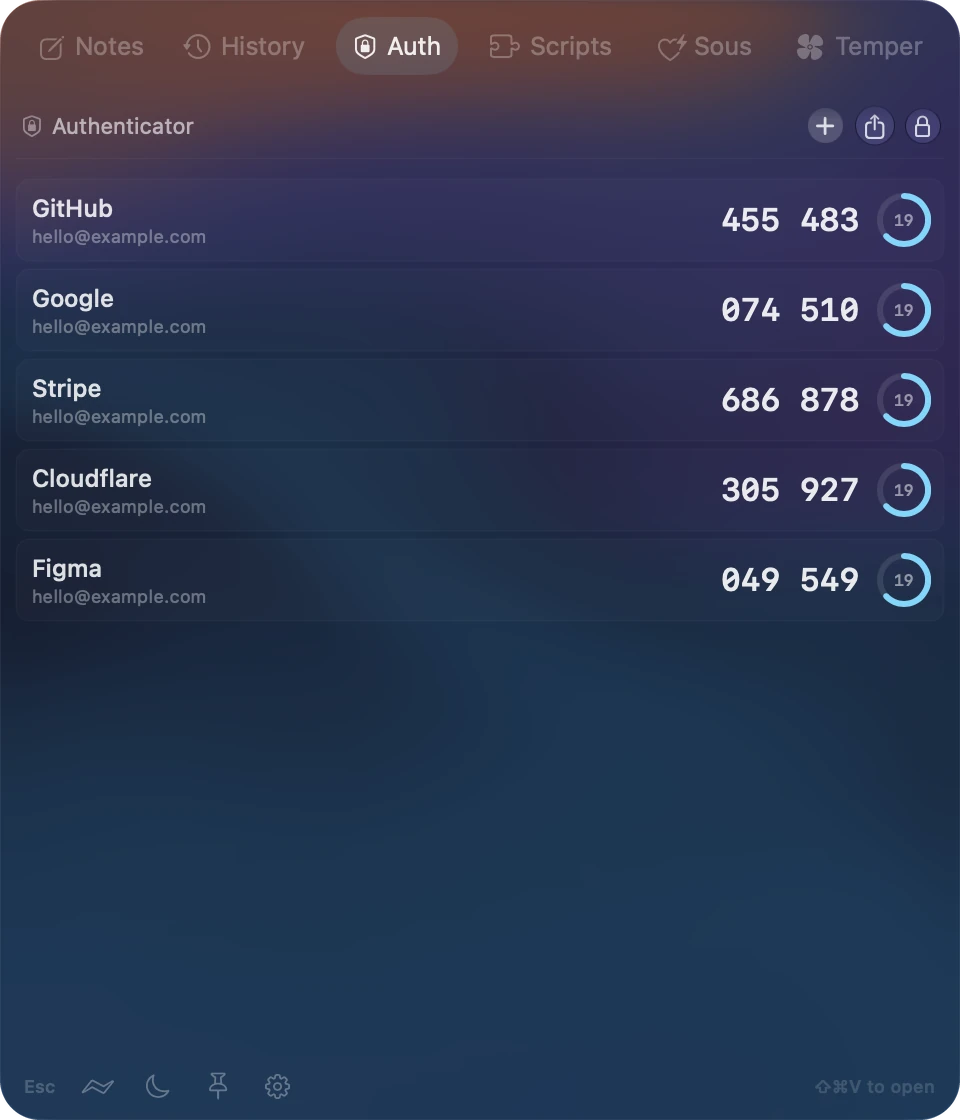 Notes History Auth Scripts Sous Temper
Authenticator
GitHub
hello@example.com
455 483 19
Google
hello@example.com
074 510 19
Stripe
hello@example.com
686 878 19
Cloudflare
hello@example.com
305 927 19
Figma
hello@example.com
049 549 19
Esc ⇧⌘V to open